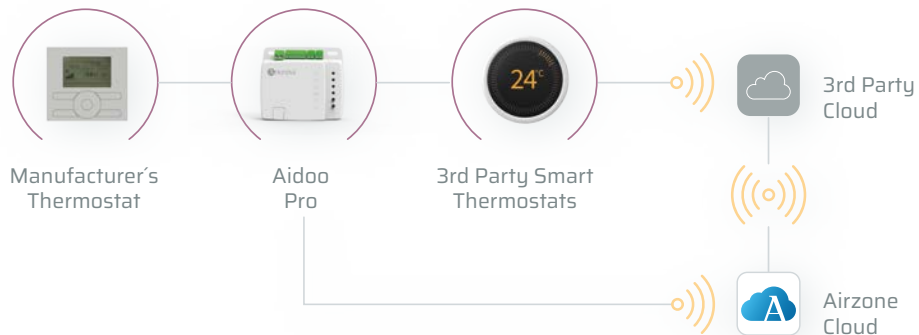 24°c
3rd Party
Cloud
Manufacturer´s
Thermostat
Aidoo
Pro
3rd Party Smart
Thermostats
A
Airzone
Cloud